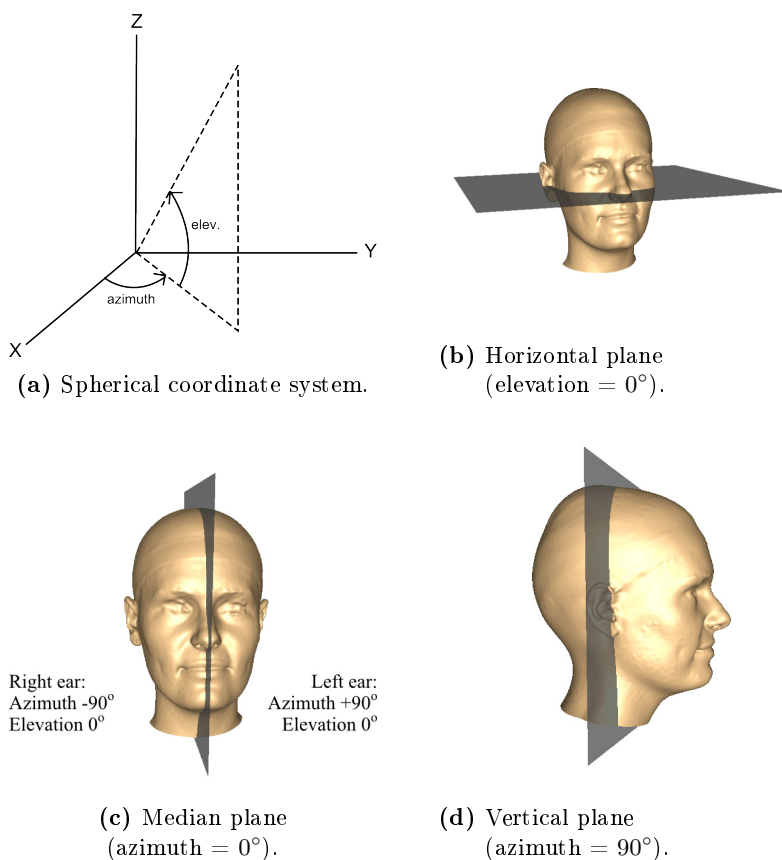 Z
elev.
Y
azimuth
X
(a) Spherical coordinate system.
(b) Horizontal plane
(elevation = 0°).
Right ear:
Azimuth -90°
Elevation 0°
Left ear:
Azimuth +90°
Elevation 0°
(c) Median plane
(azimuth = 0°).
(d) Vertical plane
(azimuth = 90°).